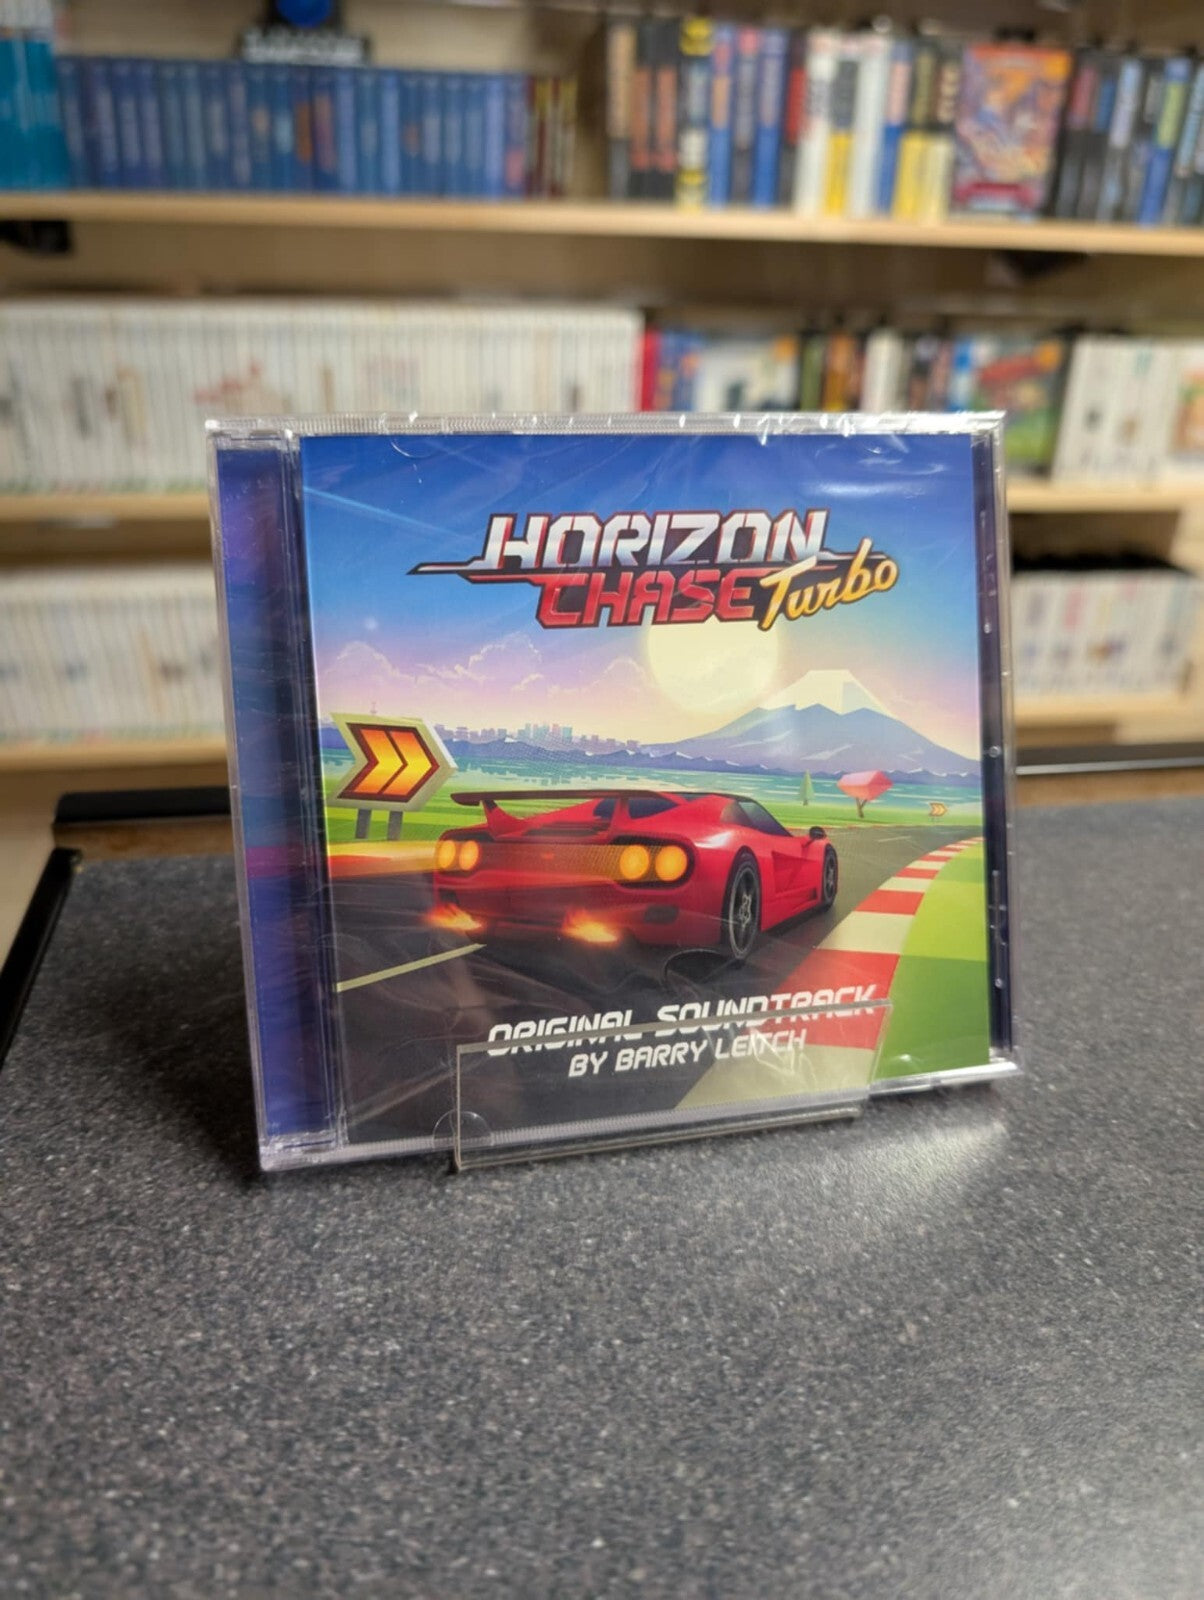 HORIZON
CHASE Turbo
ORIGINAL SOUNDTRACK
BY BARRY LEITCH